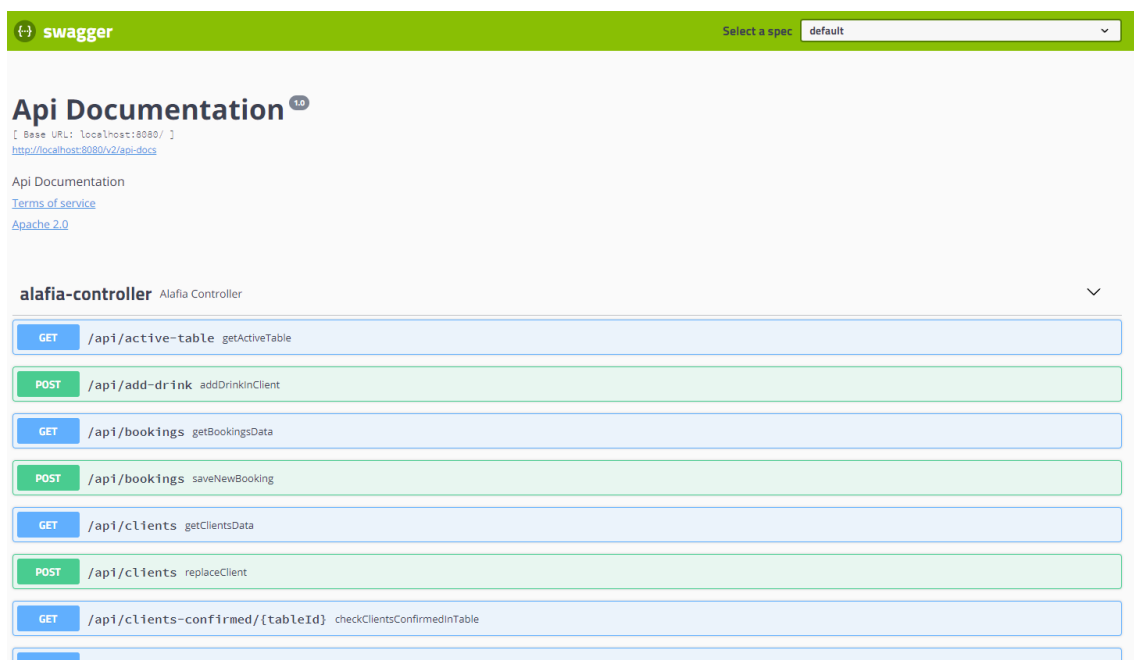 {...} swagger
Select a spec default
Api Documentation 1.0
[ Base URL: localhost:8080/ ]
http://localhost:8080/v2/api-docs
Api Documentation
Terms of service
Apache 2.0
alafia-controller Alafia Controller
GET /api/active-table getActiveTable
POST /api/add-drink addDrinkInClient
GET /api/bookings getBookingsData
POST /api/bookings saveNewBooking
GET /api/clients getClientsData
POST /api/clients replaceClient
GET /api/clients-confirmed/{tableId} checkClientsConfirmedInTable